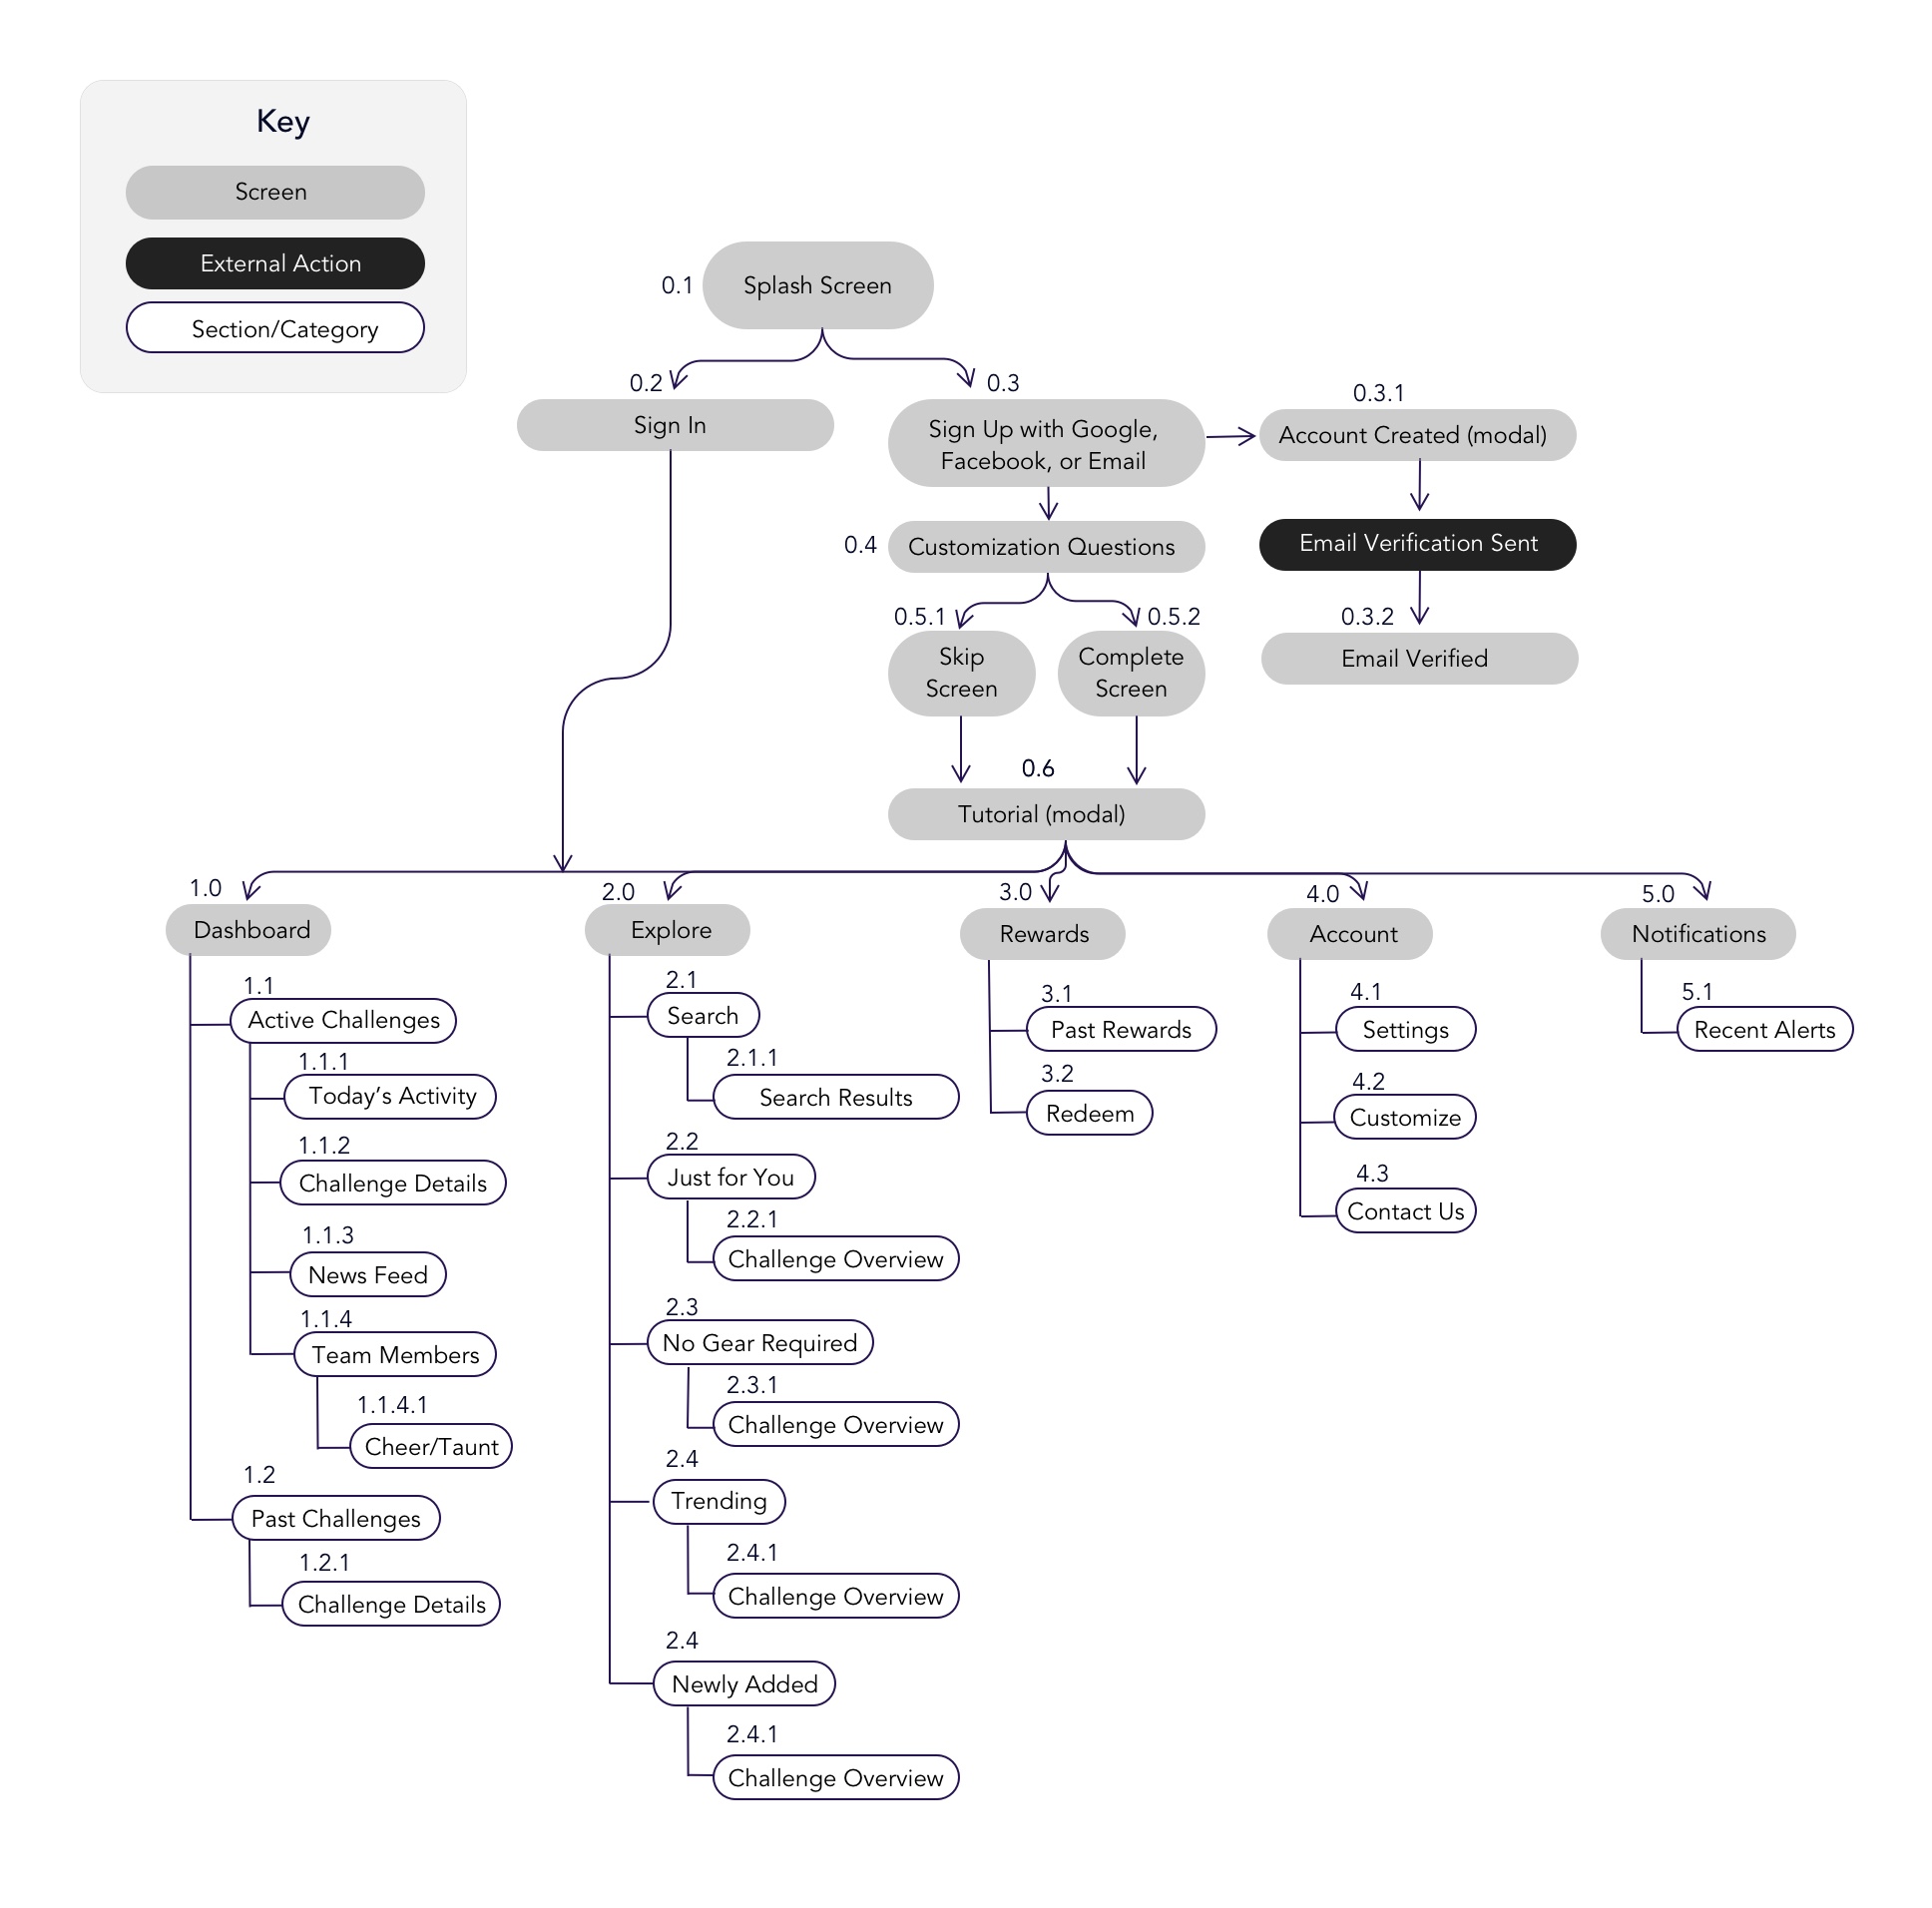 Key
Screen
External Action
Section/Category
0.1
Splash Screen
0.2
Sign In
0.3
Sign Up with Google,
Facebook, or Email
0.3.1
Account Created (modal)
Email Verification Sent
0.3.2
Email Verified
0.4
Customization Questions
0.5.1
Skip
Screen
0.5.2
Complete
Screen
0.6
Tutorial (modal)
1.0
Dashboard
1.1
Active Challenges
1.1.1
Today’s Activity
1.1.2
Challenge Details
1.1.3
News Feed
1.1.4
Team Members
1.1.4.1
Cheer/Taunt
1.2
Past Challenges
1.2.1
Challenge Details
2.0
Explore
2.1
Search
2.1.1
Search Results
2.2
Just for You
2.2.1
Challenge Overview
2.3
No Gear Required
2.3.1
Challenge Overview
2.4
Trending
2.4.1
Challenge Overview
2.4
Newly Added
2.4.1
Challenge Overview
3.0
Rewards
3.1
Past Rewards
3.2
Redeem
4.0
Account
4.1
Settings
4.2
Customize
4.3
Contact Us
5.0
Notifications
5.1
Recent Alerts